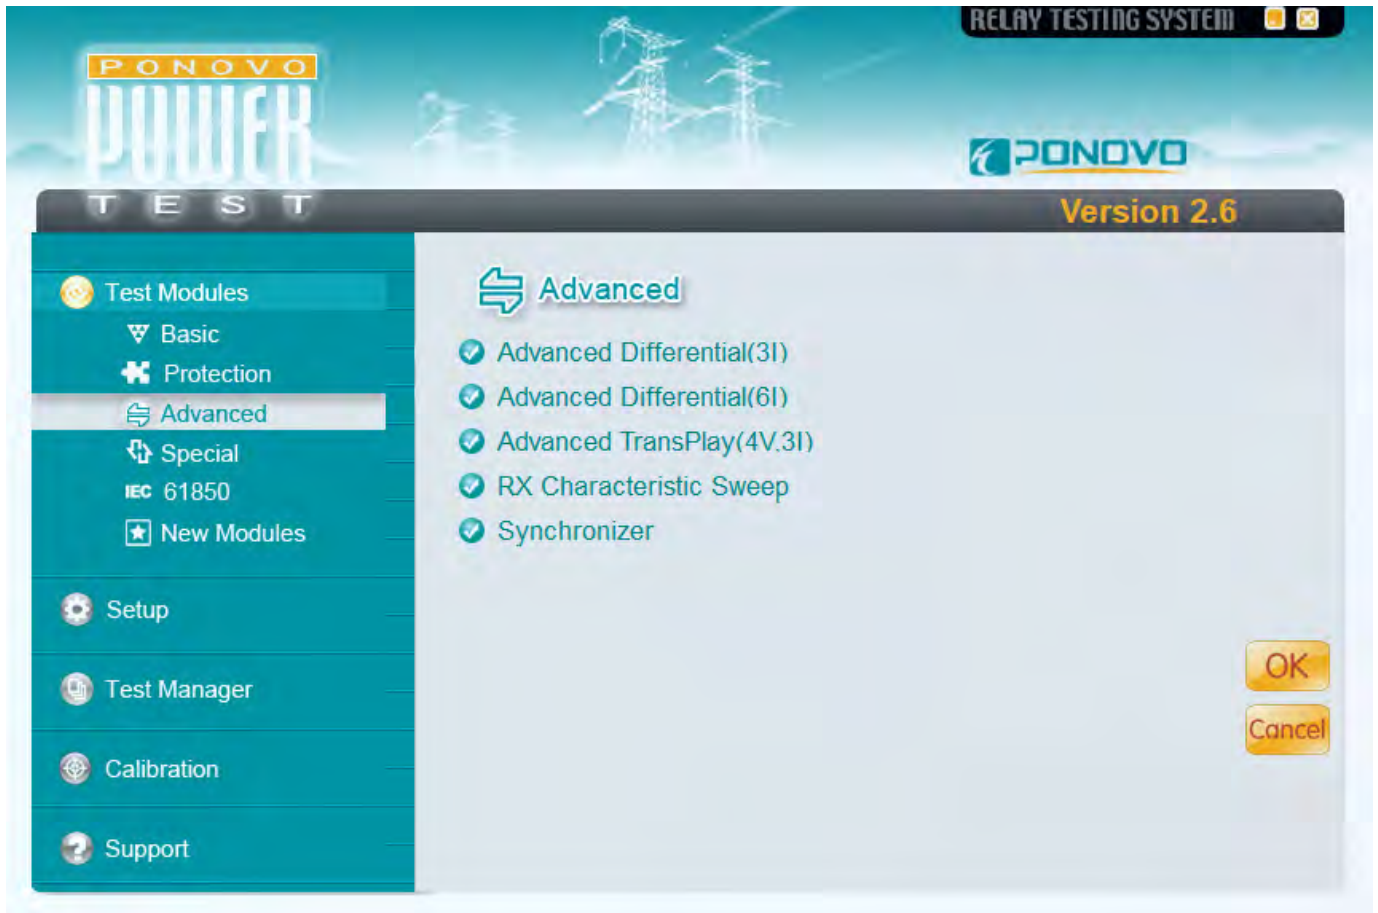 RELAY TESTING SYSTEM
PONOVO
POWER
TEST
PONOVO
Version 2.6
Test Modules
Basic
Protection
Advanced
Special
IEC 61850
New Modules
Setup
Test Manager
Calibration
Support
Advanced
Advanced Differential(3I)
Advanced Differential(6I)
Advanced TransPlay(4V,3I)
RX Characteristic Sweep
Synchronizer
OK
Cancel